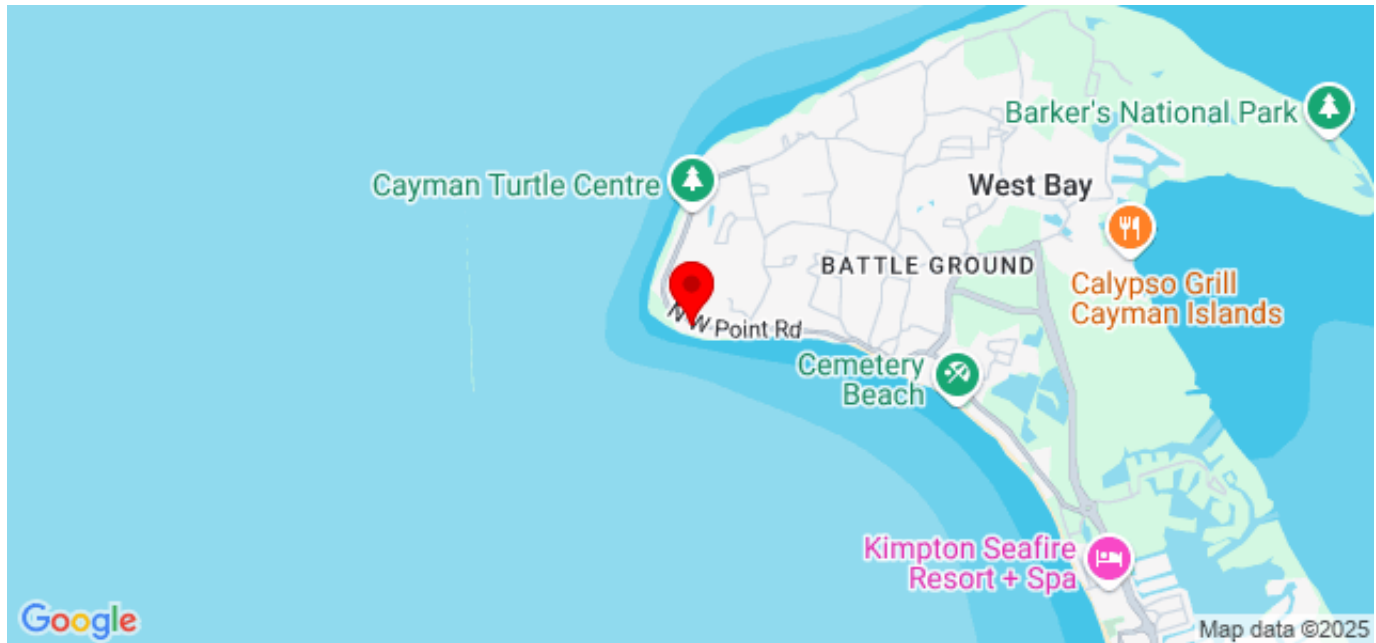 Barker's National Park
Cayman Turtle Centre
West Bay
BATTLE GROUND
Calypso Grill
Cayman Islands
N W Point Rd
Cemetery
Beach
Kimpton Seafire
Resort + Spa
Google
Map data ©2025